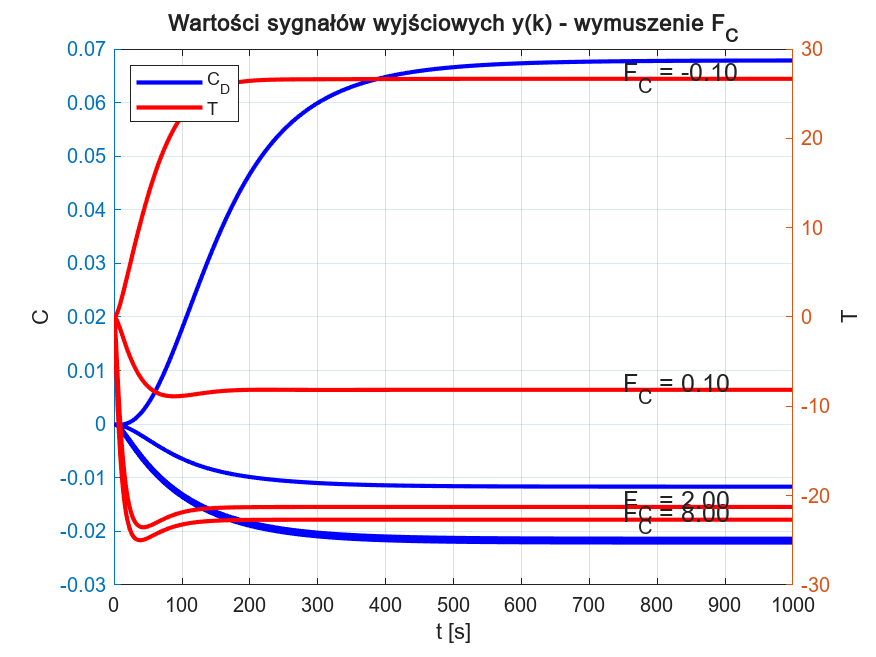 Wartości sygnałów wyjściowych y(k) - wymuszenie F_C
C_D
T
0.07
0.06
0.05
0.04
0.03
0.02
0.01
0
-0.01
-0.02
-0.03
C
30
20
10
0
-10
-20
-30
T
F_C = -0.10
F_C = 0.10
F_C = 2.00
F_C = 8.00
0 100 200 300 400 500 600 700 800 900 1000
t [s]